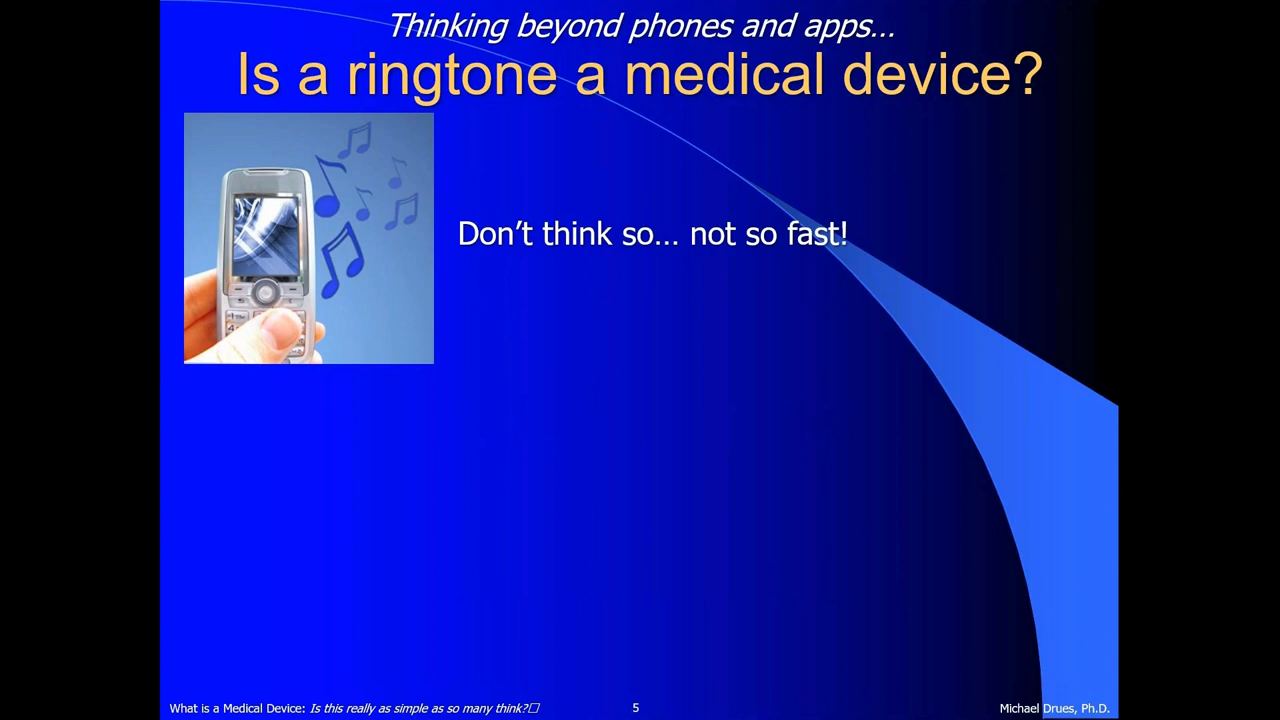 Thinking beyond phones and apps...
Is a ringtone a medical device?
Don't think so... not so fast!
What is a Medical Device: Is this really as simple as so many think?□
5
Michael Drues, Ph.D.